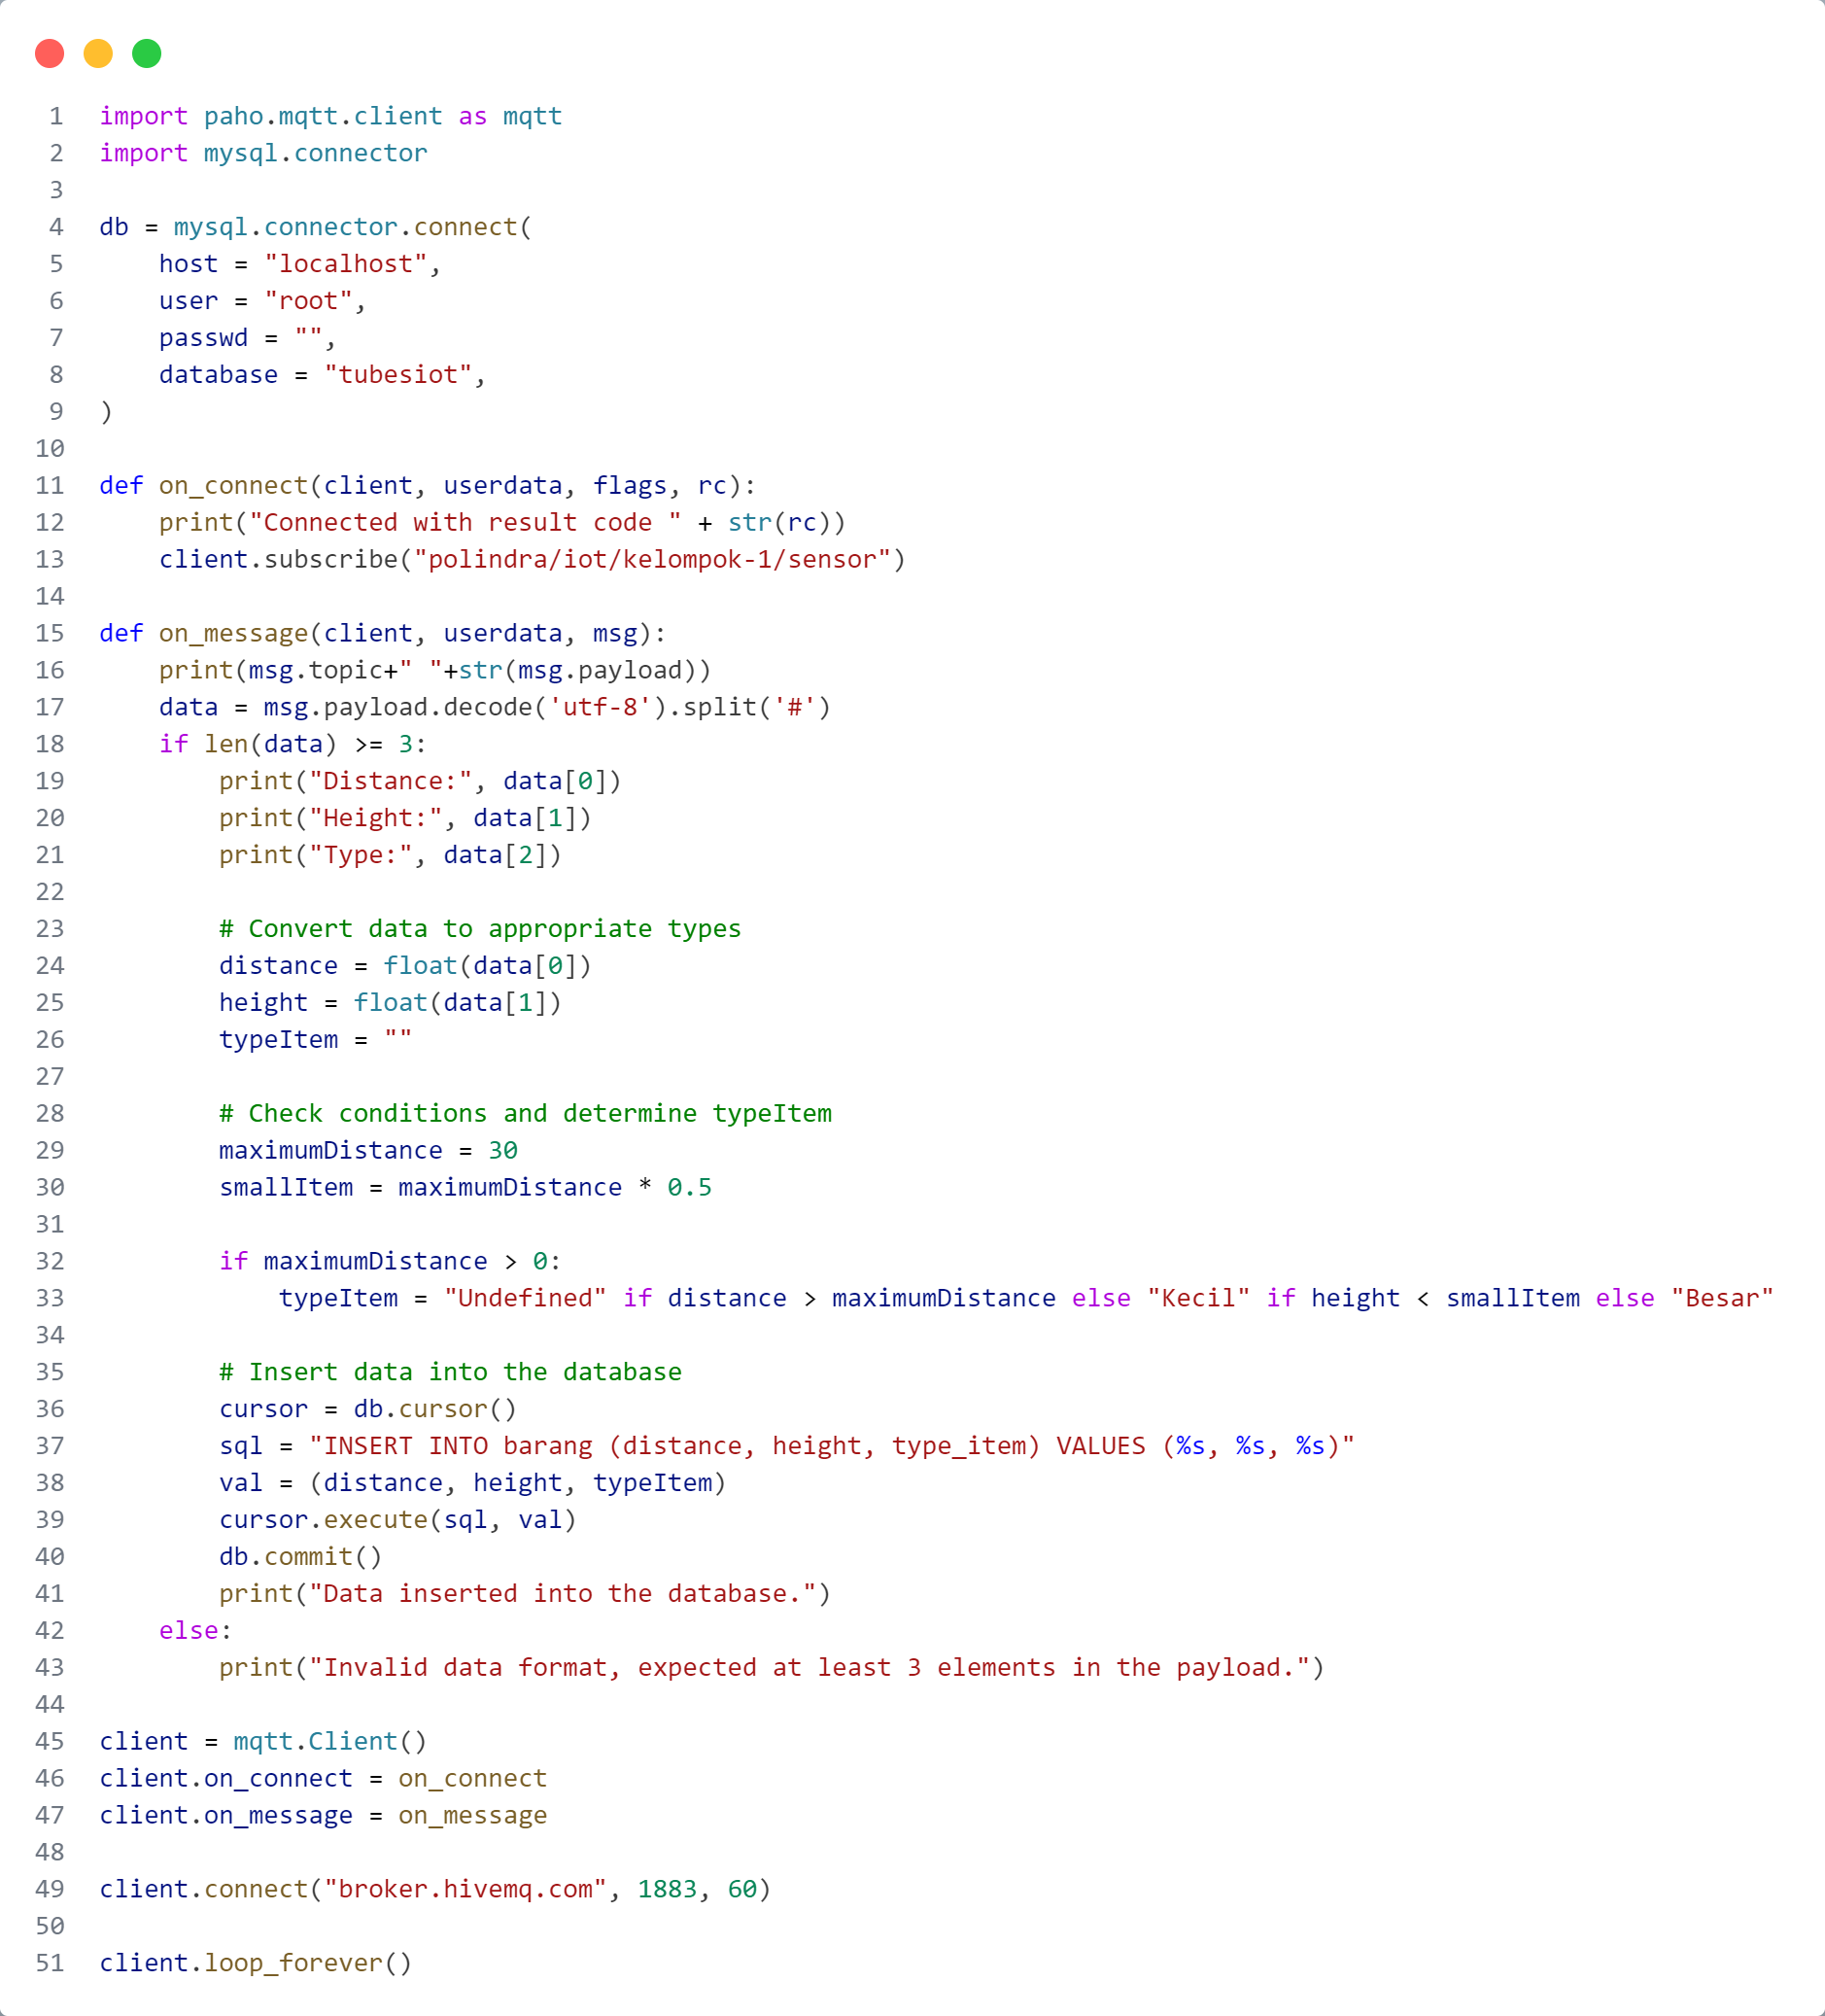 1 import paho.mqtt.client as mqtt
2 import mysql.connector
3
4 db = mysql.connector.connect(
5     host = "localhost",
6     user = "root",
7     passwd = "",
8     database = "tubesiot",
9 )
10
11 def on_connect(client, userdata, flags, rc):
12     print("Connected with result code " + str(rc))
13     client.subscribe("polindra/iot/kelompok-1/sensor")
14
15 def on_message(client, userdata, msg):
16     print(msg.topic+" "+str(msg.payload))
17     data = msg.payload.decode('utf-8').split('#')
18     if len(data) >= 3:
19         print("Distance:", data[0])
20         print("Height:", data[1])
21         print("Type:", data[2])
22
23         # Convert data to appropriate types
24         distance = float(data[0])
25         height = float(data[1])
26         typeItem = ""
27
28         # Check conditions and determine typeItem
29         maximumDistance = 30
30         smallItem = maximumDistance * 0.5
31
32         if maximumDistance > 0:
33             typeItem = "Undefined" if distance > maximumDistance else "Kecil" if height < smallItem else "Besar"
34
35         # Insert data into the database
36         cursor = db.cursor()
37         sql = "INSERT INTO barang (distance, height, type_item) VALUES (%s, %s, %s)"
38         val = (distance, height, typeItem)
39         cursor.execute(sql, val)
40         db.commit()
41         print("Data inserted into the database.")
42     else:
43         print("Invalid data format, expected at least 3 elements in the payload.")
44
45 client = mqtt.Client()
46 client.on_connect = on_connect
47 client.on_message = on_message
48
49 client.connect("broker.hivemq.com", 1883, 60)
50
51 client.loop_forever()